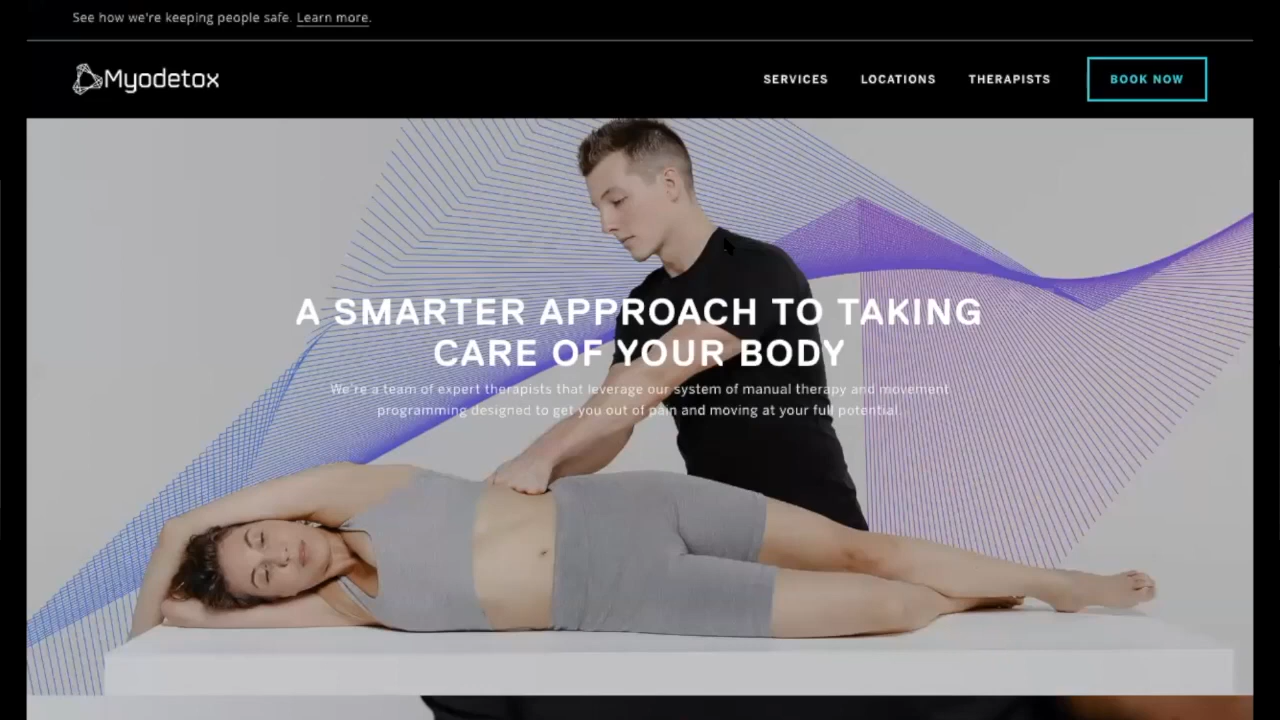 See how we're keeping people safe. Learn more.
Myodetox
SERVICES LOCATIONS THERAPISTS BOOK NOW
A SMARTER APPROACH TO TAKING
CARE OF YOUR BODY
We're a team of expert therapists that leverage our system of manual therapy and movement
programming designed to get you out of pain and moving at your full potential.